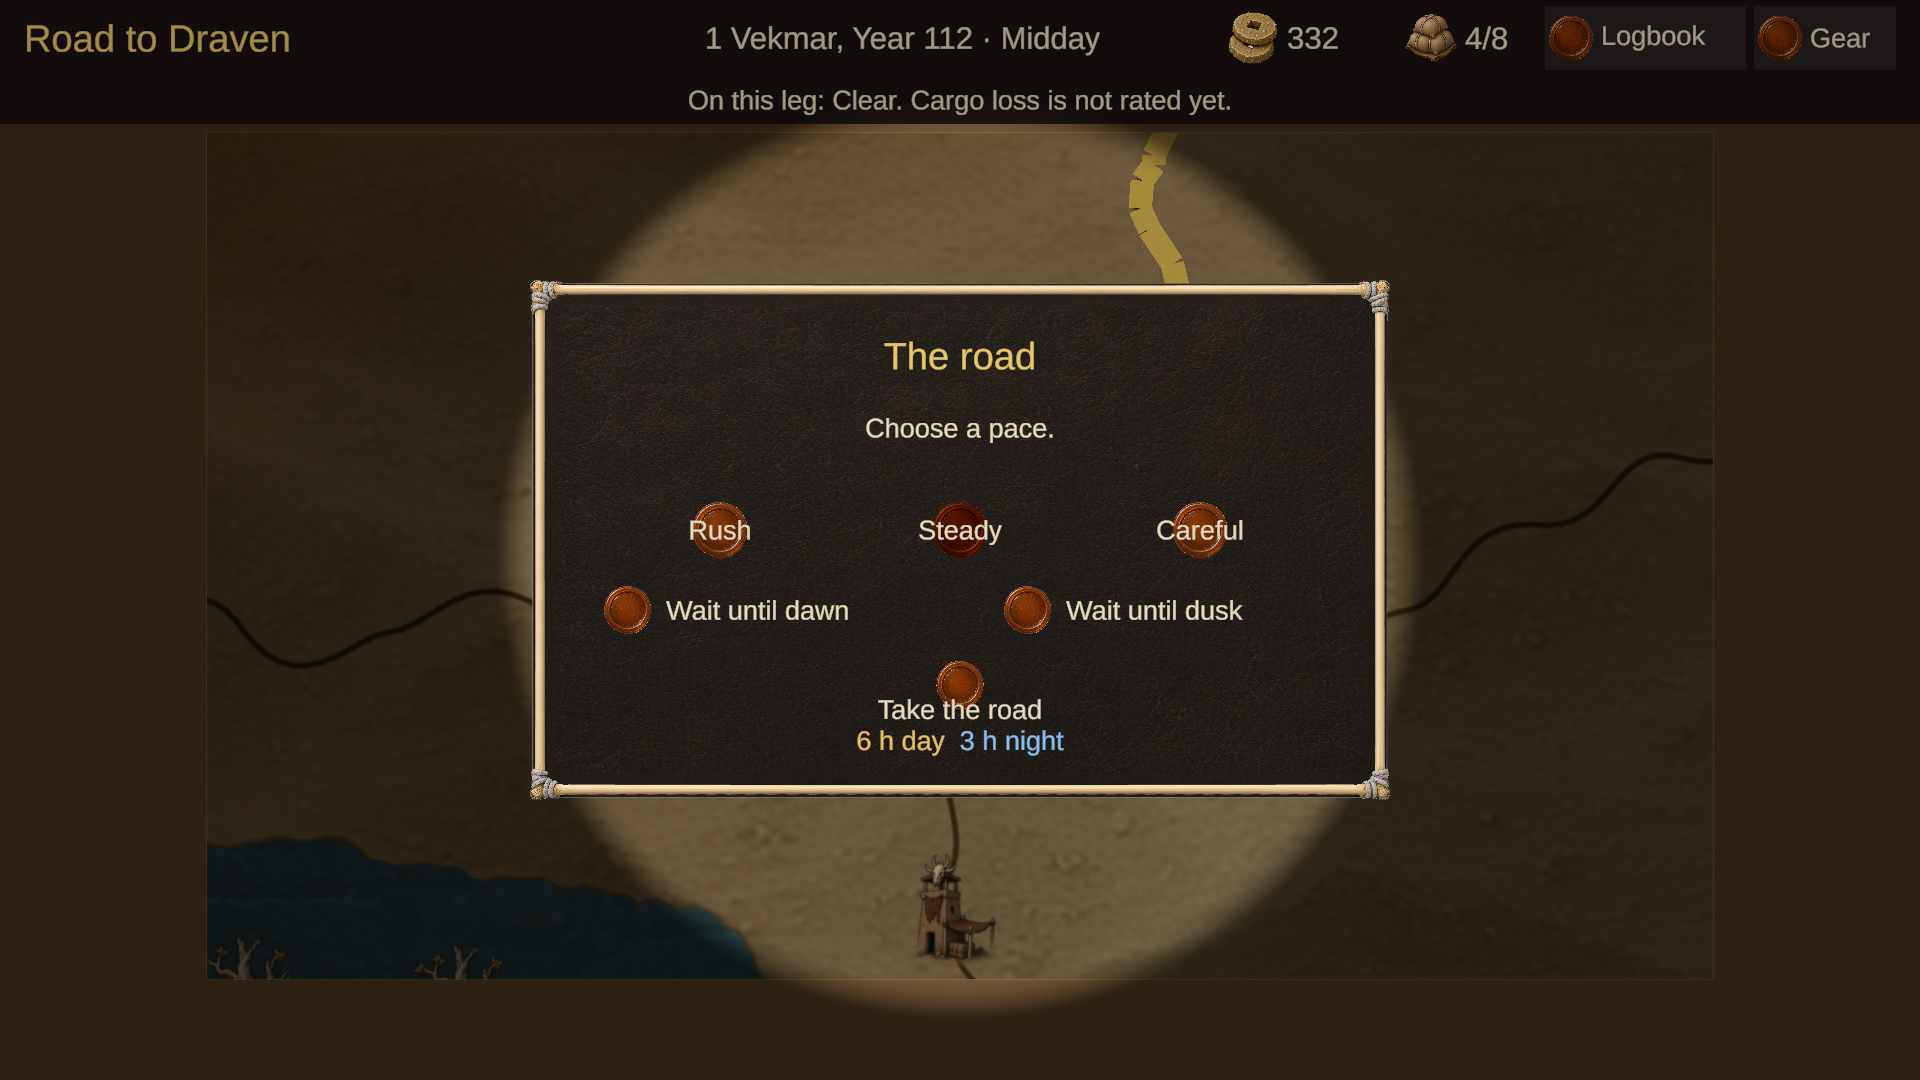 Road to Draven
1 Vekmar, Year 112 · Midday
332
4/8
Logbook
Gear
On this leg: Clear. Cargo loss is not rated yet.
The road
Choose a pace.
Rush
Steady
Careful
Wait until dawn
Wait until dusk
Take the road
6 h day 3 h night